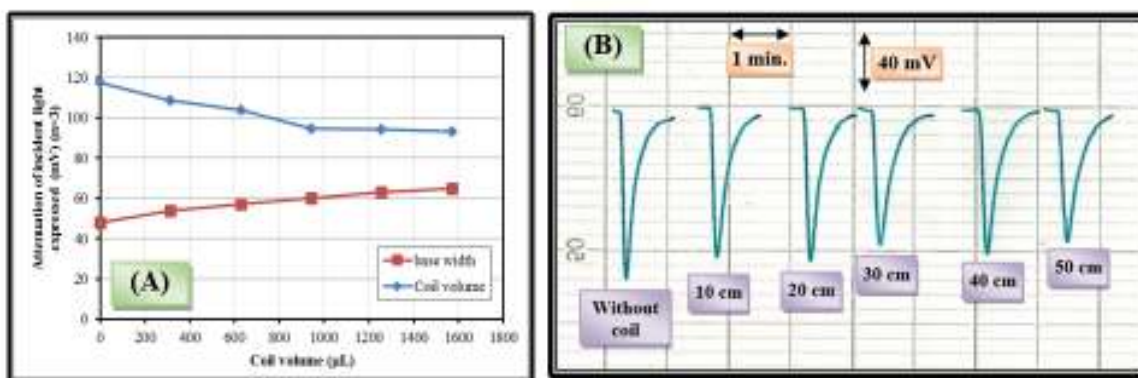 (A)
140
120
100
80
60
40
20
0
0 200 400 600 800 1000 1200 1400 1600 1800
Attenuation of incident light
expressed (mV) (n=3)
Coil volume (µL)
base width
Coil volume
(B)
1 min.
40 mV
Without
coil
10 cm
20 cm
30 cm
40 cm
50 cm